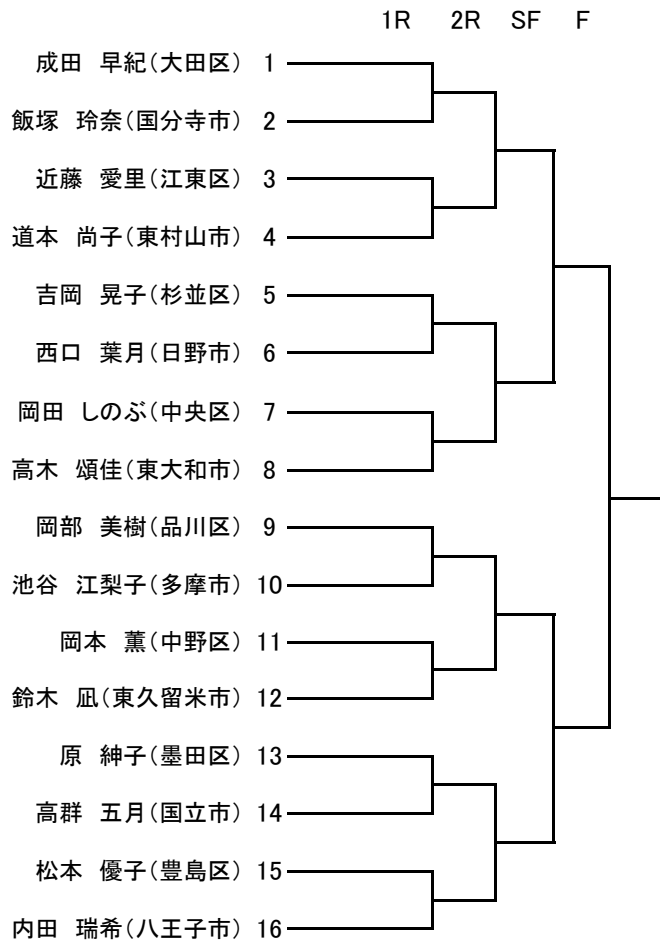 1R 2R SF F
成田 早紀(大田区) 1
飯塚 玲奈(国分寺市) 2
近藤 愛里(江東区) 3
道本 尚子(東村山市) 4
吉岡 晃子(杉並区) 5
西口 葉月(日野市) 6
岡田 しのぶ(中央区) 7
高木 頌佳(東大和市) 8
岡部 美樹(品川区) 9
池谷 江梨子(多摩市) 10
岡本 薫(中野区) 11
鈴木 凪(東久留米市) 12
原 紳子(墨田区) 13
高群 五月(国立市) 14
松本 優子(豊島区) 15
内田 瑞希(八王子市) 16